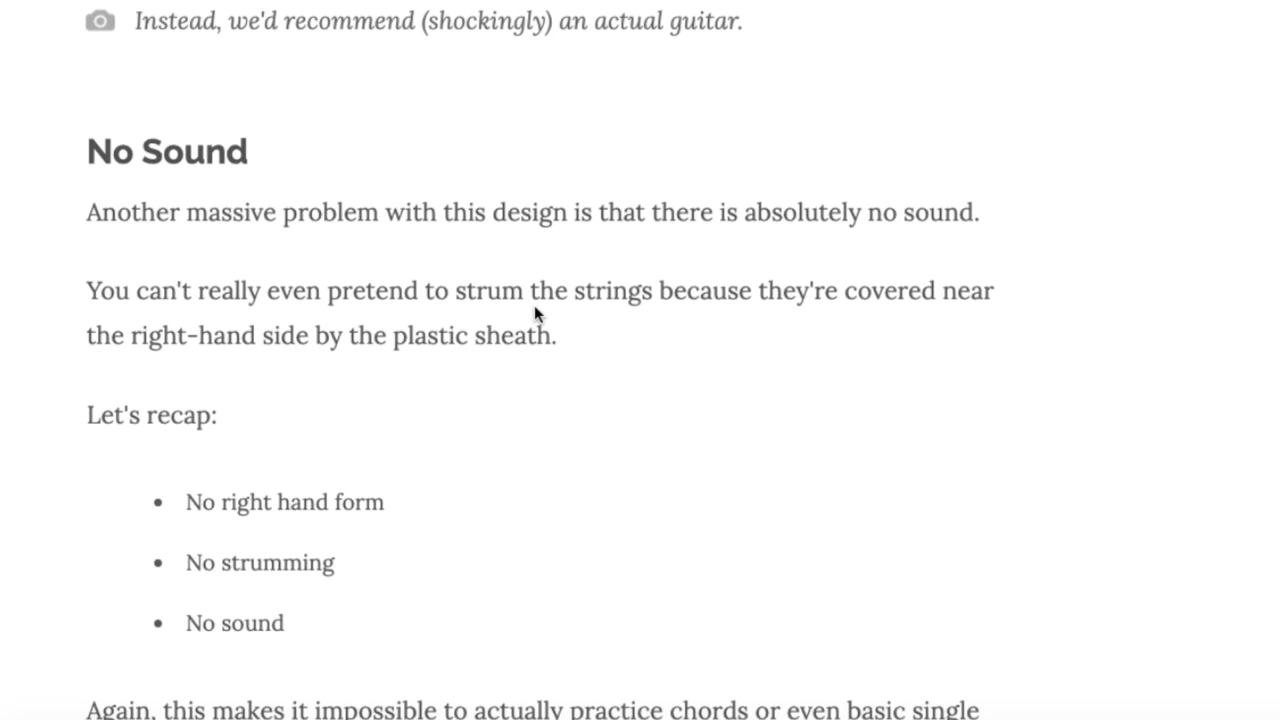 Instead, we'd recommend (shockingly) an actual guitar.
No Sound
Another massive problem with this design is that there is absolutely no sound.
You can't really even pretend to strum the strings because they're covered near
the right-hand side by the plastic sheath.
Let's recap:
• No right hand form
• No strumming
• No sound
Again, this makes it impossible to actually practice chords or even basic single